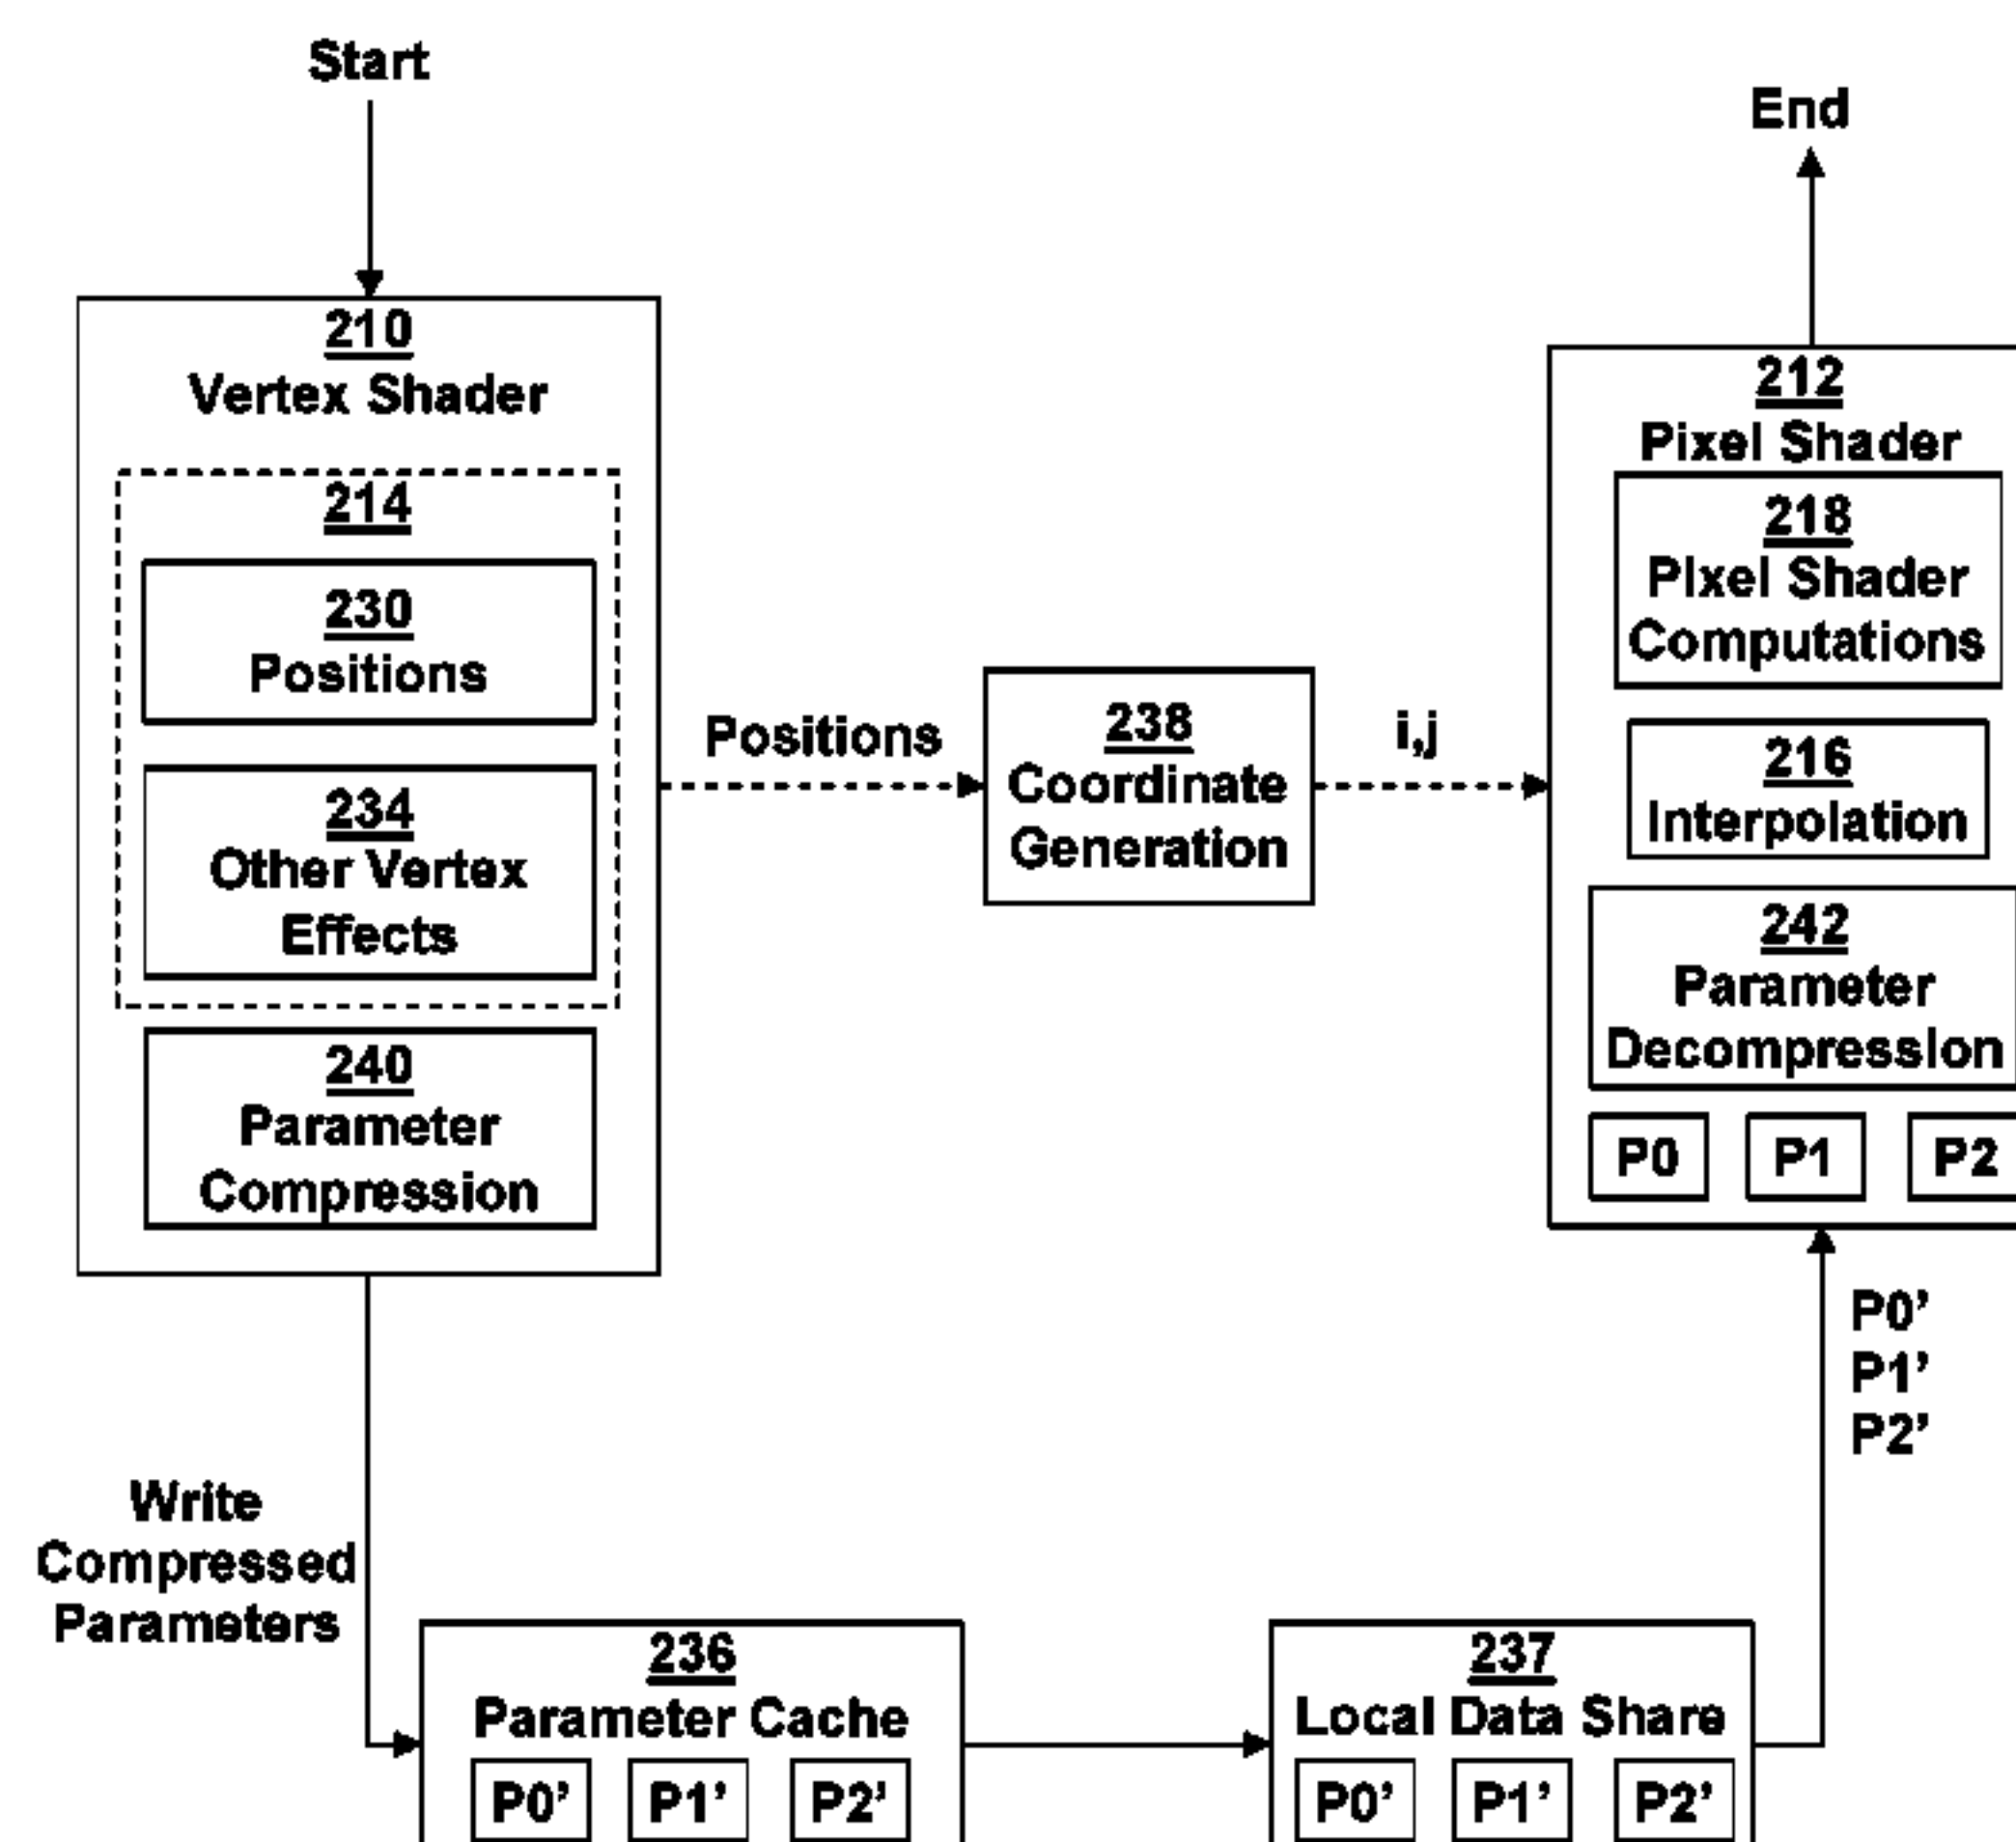 Start
End
210
Vertex Shader
214
230
Positions
234
Other Vertex
Effects
240
Parameter
Compression
Positions
238
Coordinate
Generation
i,j
212
Pixel Shader
218
Pixel Shader
Computations
216
Interpolation
242
Parameter
Decompression
P0 P1 P2
P0’
P1’
P2’
Write
Compressed
Parameters
236
Parameter Cache
P0’ P1’ P2’
237
Local Data Share
P0’ P1’ P2’